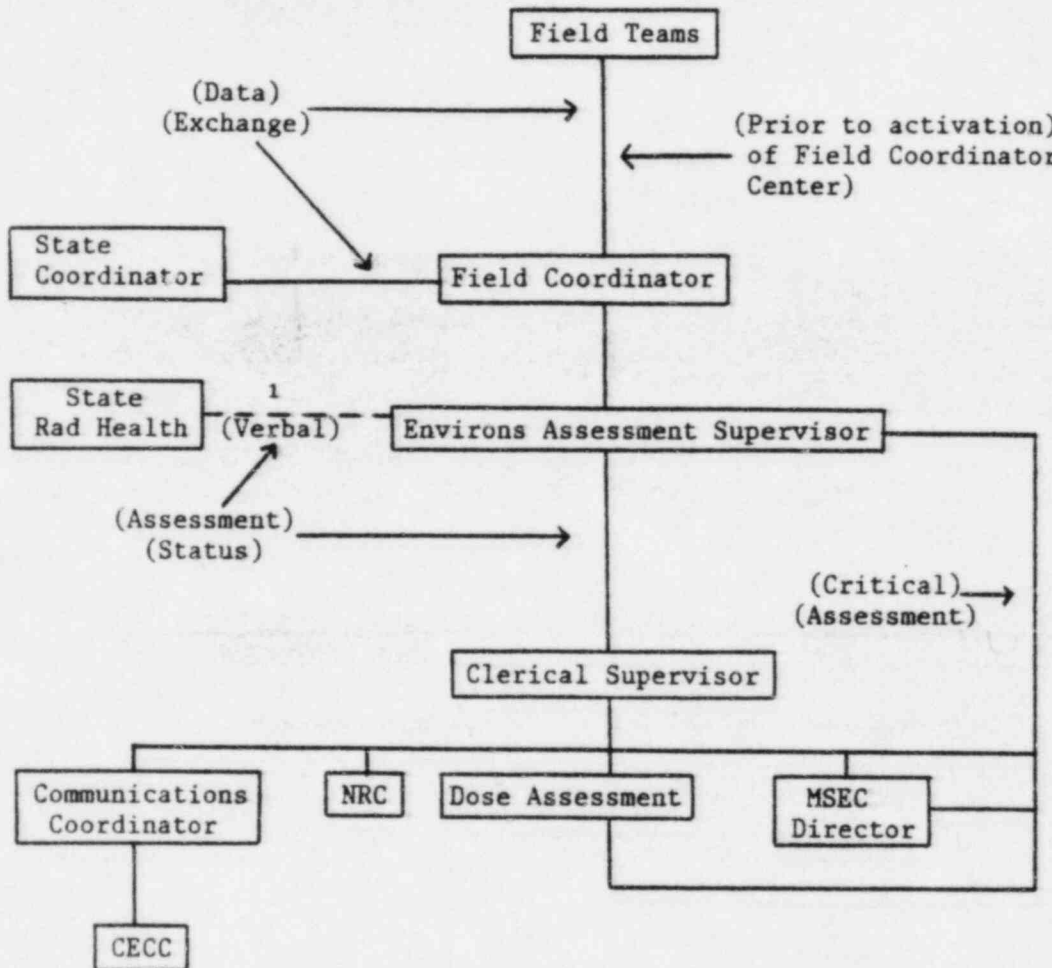 Field Teams
(Data)
(Exchange)
(Prior to activation)
of Field Coordinator
Center)
State
Coordinator
Field Coordinator
State
Rad Health
1
(Verbal)
Environs Assessment Supervisor
(Assessment)
(Status)
(Critical)
(Assessment)
Clerical Supervisor
Communications
Coordinator
NRC
Dose Assessment
MSEC
Director
CECC